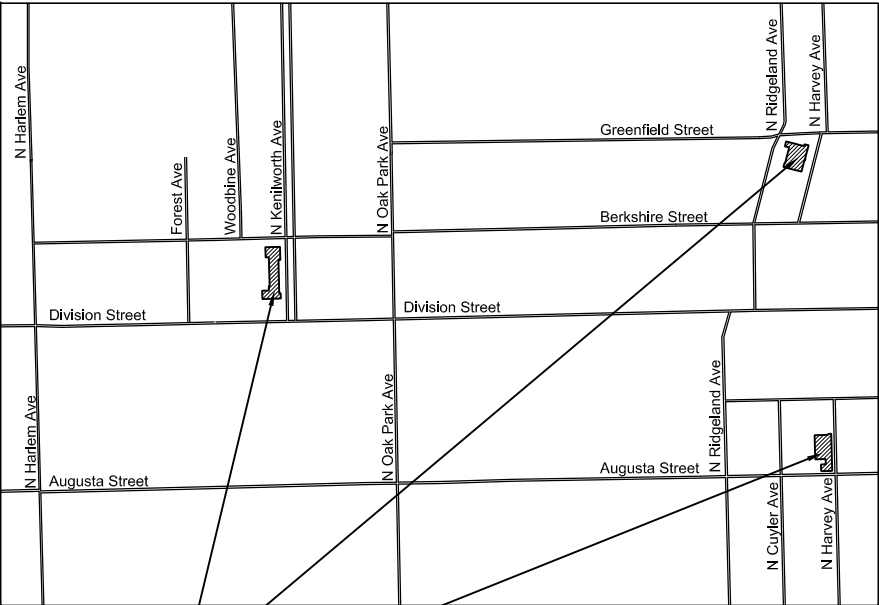 N Harlem Ave
Forest Ave
Woodbine Ave
N Kenilworth Ave
N Oak Park Ave
N Ridgeland Ave
N Harvey Ave
Greenfield Street
Berkshire Street
Division Street
Division Street
N Harlem Ave
N Oak Park Ave
N Ridgeland Ave
Augusta Street
Augusta Street
N Cuyler Ave
N Harvey Ave